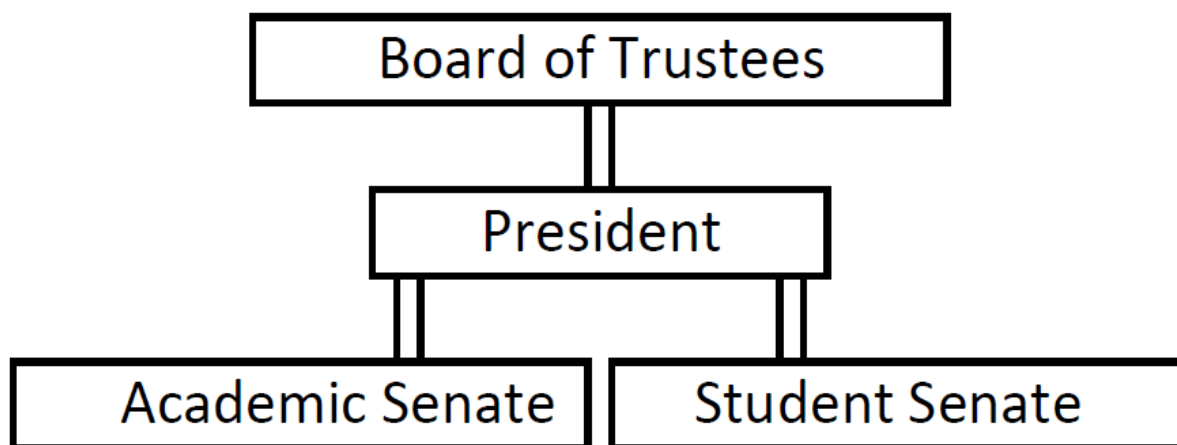 Board of Trustees
President
Academic Senate
Student Senate